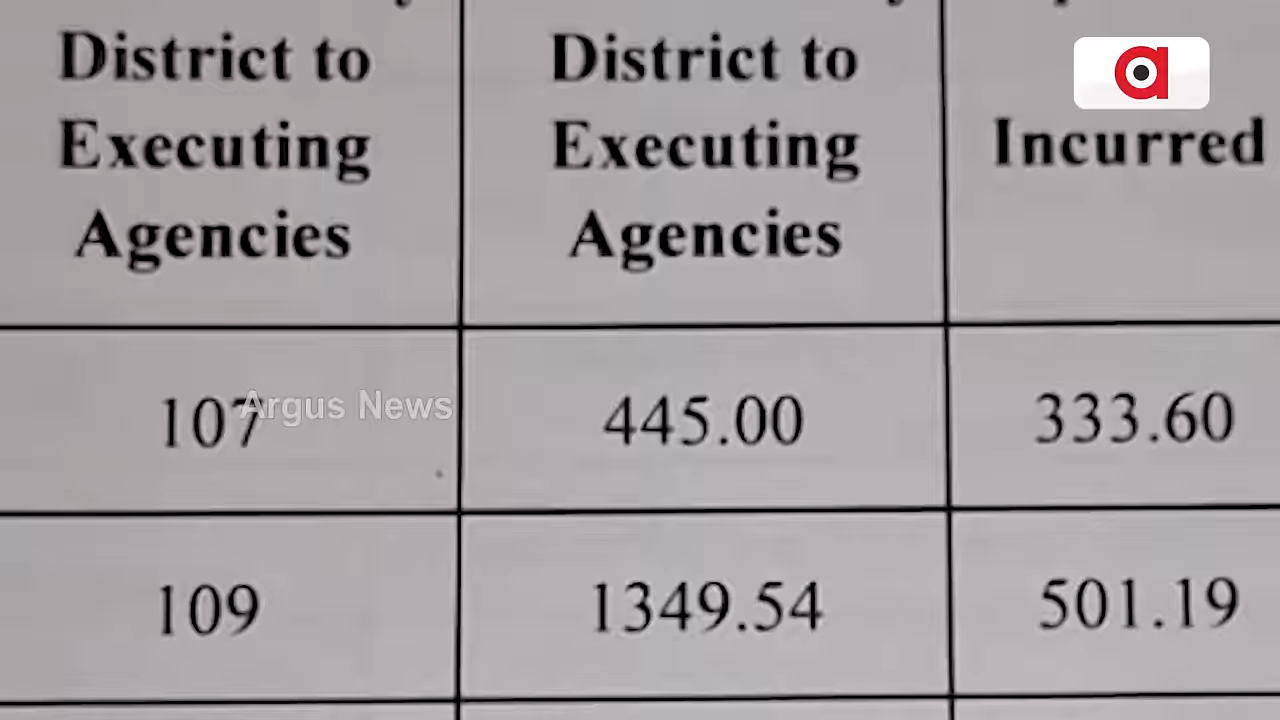 District to District to
Executing Executing Incurred
Agencies Agencies
107 445.00 333.60
Argus News
109 1349.54 501.19